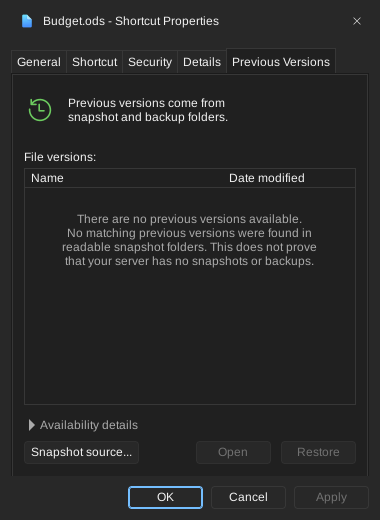 Budget.ods - Shortcut Properties
General
Shortcut
Security
Details
Previous Versions
Previous versions come from
snapshot and backup folders.
File versions:
Name
Date modified
There are no previous versions available.
No matching previous versions were found in
readable snapshot folders. This does not prove
that your server has no snapshots or backups.
Availability details
Snapshot source...
Open
Restore
OK
Cancel
Apply